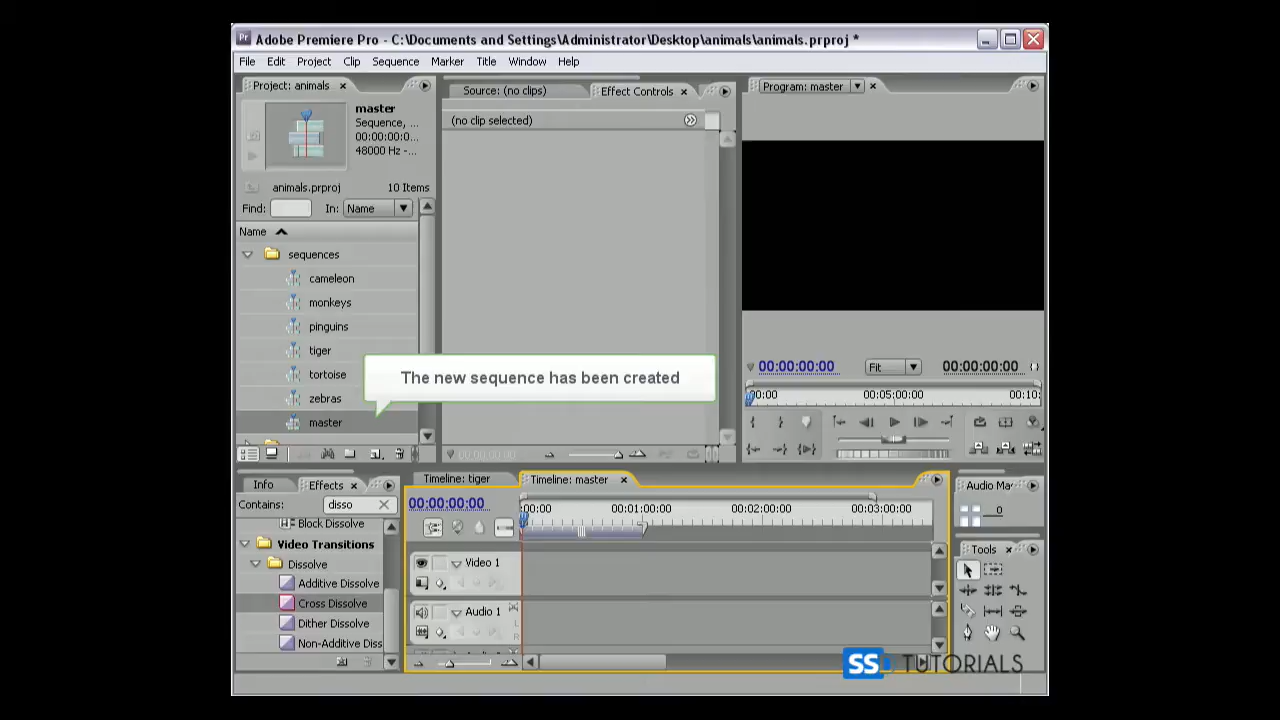 Adobe Premiere Pro - C:\Documents and Settings\Administrator\Desktop\animals\animals.prproj *
File Edit Project Clip Sequence Marker Title Window Help
Project: animals
master
Sequence, ...
00:00:00:0...
48000 Hz -...
animals.prproj 10 Items
Find: In: Name
Name
sequences
cameleon
monkeys
pinguins
tiger
tortoise
zebras
master
Source: (no clips) Effect Controls
(no clip selected)
The new sequence has been created
Program: master
00:00:00:00 Fit 00:00:00:00
00:00 00:05:00:00 00:10:
Info Effects
Contains: disso
Block Dissolve
Video Transitions
Dissolve
Additive Dissolve
Cross Dissolve
Dither Dissolve
Non-Additive Diss
Timeline: tiger Timeline: master
00:00:00:00
:00:00 00:01:00:00 00:02:00:00 00:03:00:00
Video 1
Audio 1
Audio Ma
0
Tools
SS TUTORIALS